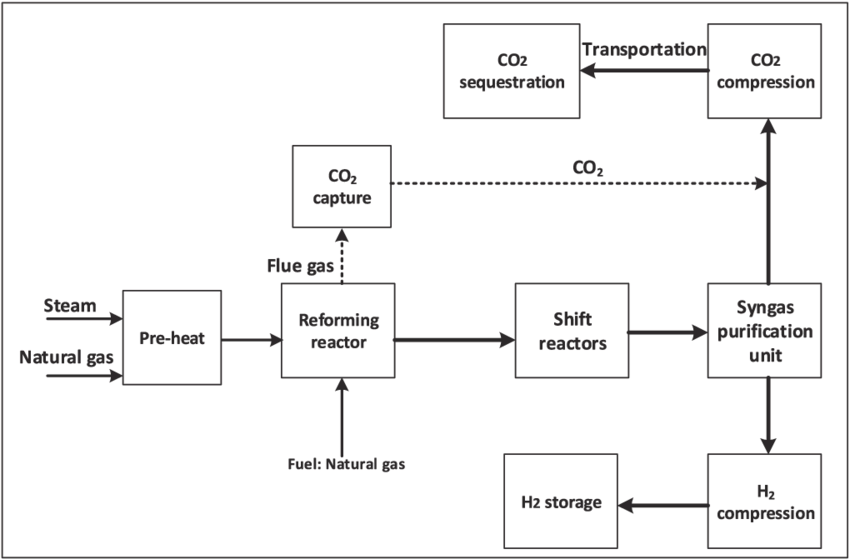 CO2
sequestration
Transportation
CO2
compression
CO2
capture
CO2
Flue gas
Steam
Natural gas
Pre-heat
Reforming
reactor
Shift
reactors
Syngas
purification
unit
Fuel: Natural gas
H2 storage
H2
compression